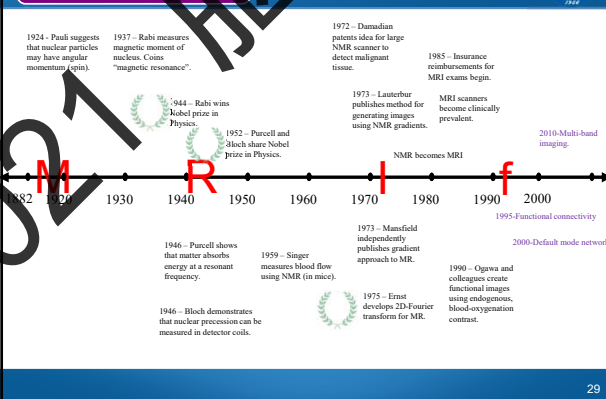 1986
1972 – Damadian
patents idea for large
NMR scanner to
detect malignant
tissue.
1924 - Pauli suggests
that nuclear particles
may have angular
momentum (spin).
1937 – Rabi measures
magnetic moment of
nucleus. Coins
“magnetic resonance”.
1985 – Insurance
reimbursements for
MRI exams begin.
1973 – Lauterbur
publishes method for
generating images
using NMR gradients.
MRI scanners
become clinically
prevalent.
1944 – Rabi wins
Nobel prize in
Physics.
1952 – Purcell and
Bloch share Nobel
prize in Physics.
2010-Multi-band
imaging.
NMR becomes MRI
M R I f
1882 1920 1930 1940 1950 1960 1970 1980 1990 2000
1995-Functional connectivity
1973 – Mansfield
independently
publishes gradient
approach to MR.
2000-Default mode network
1946 – Purcell shows
that matter absorbs
energy at a resonant
frequency.
1959 – Singer
measures blood flow
using NMR (in mice).
1990 – Ogawa and
colleagues create
functional images
using endogenous,
blood-oxygenation
contrast.
1975 – Ernst
develops 2D-Fourier
transform for MR.
1946 – Bloch demonstrates
that nuclear precession can be
measured in detector coils.
021
29